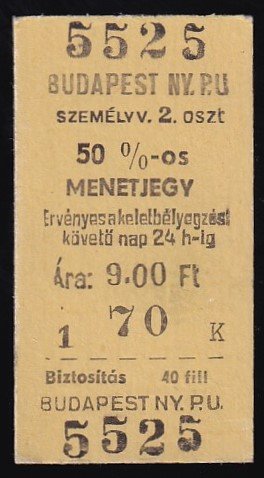 5525
BUDAPEST NY. P.U
SZEMÉLYV. 2. OSZT
50 %-OS
MENETJEGY
Érvényes a keletbélyegzést
követő nap 24 h-ig
Ára: 9.00 Ft
1 70 K
Biztosítás 40 fill
BUDAPEST NY. P.U.
5525